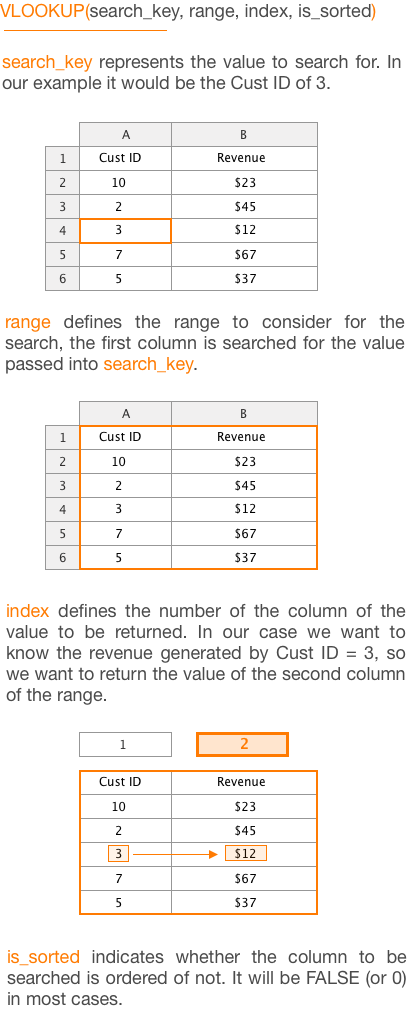 VLOOKUP(search_key, range, index, is_sorted)
search_key represents the value to search for. In
our example it would be the Cust ID of 3.
A B
1 Cust ID Revenue
2 10 $23
3 2 $45
4 3 $12
5 7 $67
6 5 $37
range defines the range to consider for the
search, the first column is searched for the value
passed into search_key.
A B
1 Cust ID Revenue
2 10 $23
3 2 $45
4 3 $12
5 7 $67
6 5 $37
index defines the number of the column of the
value to be returned. In our case we want to
know the revenue generated by Cust ID = 3, so
we want to return the value of the second column
of the range.
1 2
Cust ID Revenue
10 $23
2 $45
3 $12
7 $67
5 $37
is_sorted indicates whether the column to be
searched is ordered of not. It will be FALSE (or 0)
in most cases.